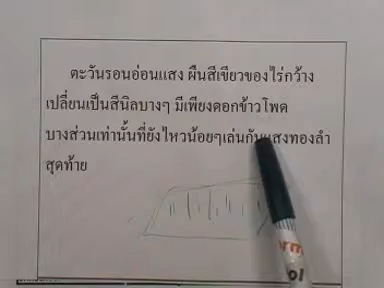 ตะวันรอนอ่อนแสง ผืนสีเขียวของไร่กว้าง
เปลี่ยนเป็นสีนิลบางๆ มีเพียงดอกข้าวโพด
บางส่วนเท่านั้นที่ยังไหวน้อยๆเล่นกับแสงทองลำ
สุดท้าย